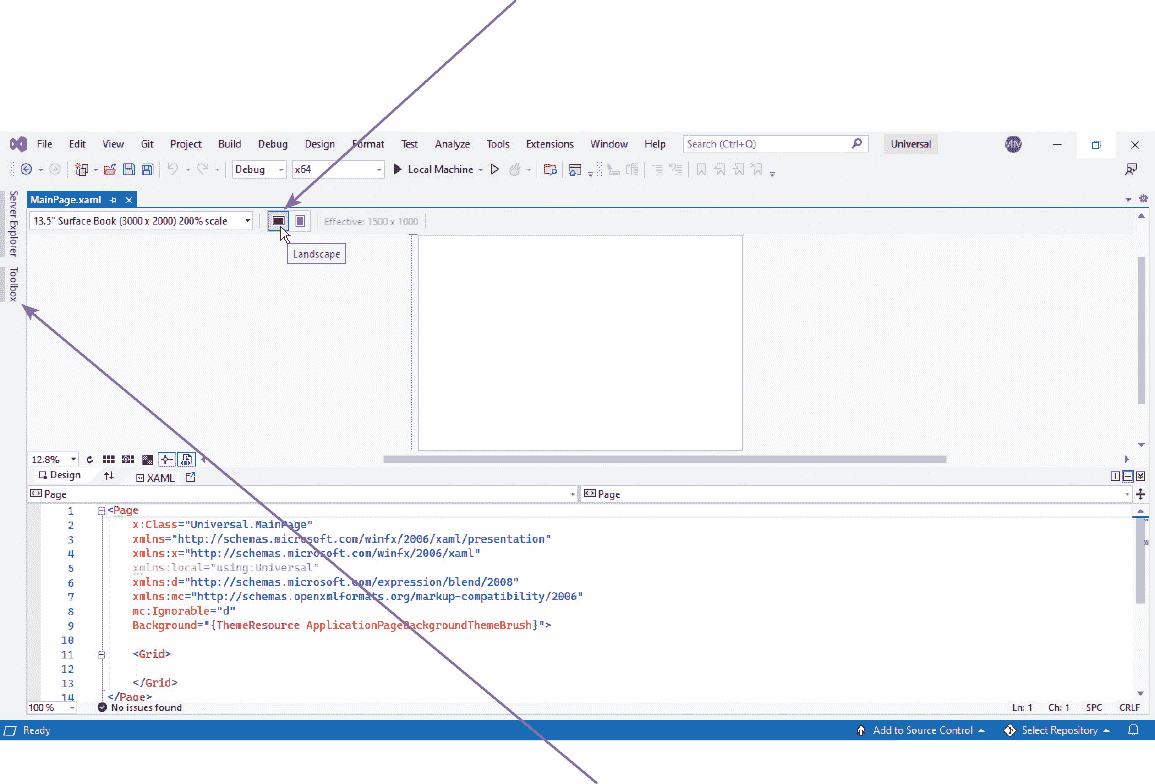 File Edit View Git Project Build Debug Design Format Test Analyze Tools Extensions Window Help Search (Ctrl+Q) Universal
Debug x64 Local Machine
Server Explorer
Toolbox
MainPage.xaml
13.5" Surface Book (3000 x 2000) 200% scale Effective: 1500 x 1000
Landscape
12.8%
Design XAML
Page Page
1 <Page
2 x:Class="Universal.MainPage"
3 xmlns="http://schemas.microsoft.com/winfx/2006/xaml/presentation"
4 xmlns:x="http://schemas.microsoft.com/winfx/2006/xaml"
5 xmlns:local="using:Universal"
6 xmlns:d="http://schemas.microsoft.com/expression/blend/2008"
7 xmlns:mc="http://schemas.openxmlformats.org/markup-compatibility/2006"
8 mc:Ignorable="d"
9 Background="{ThemeResource ApplicationPageBackgroundThemeBrush}">
10
11 <Grid>
12
13 </Grid>
14 </Page>
100 % No issues found Ln: 1 Ch: 1 SPC CRLF
Ready Add to Source Control Select Repository